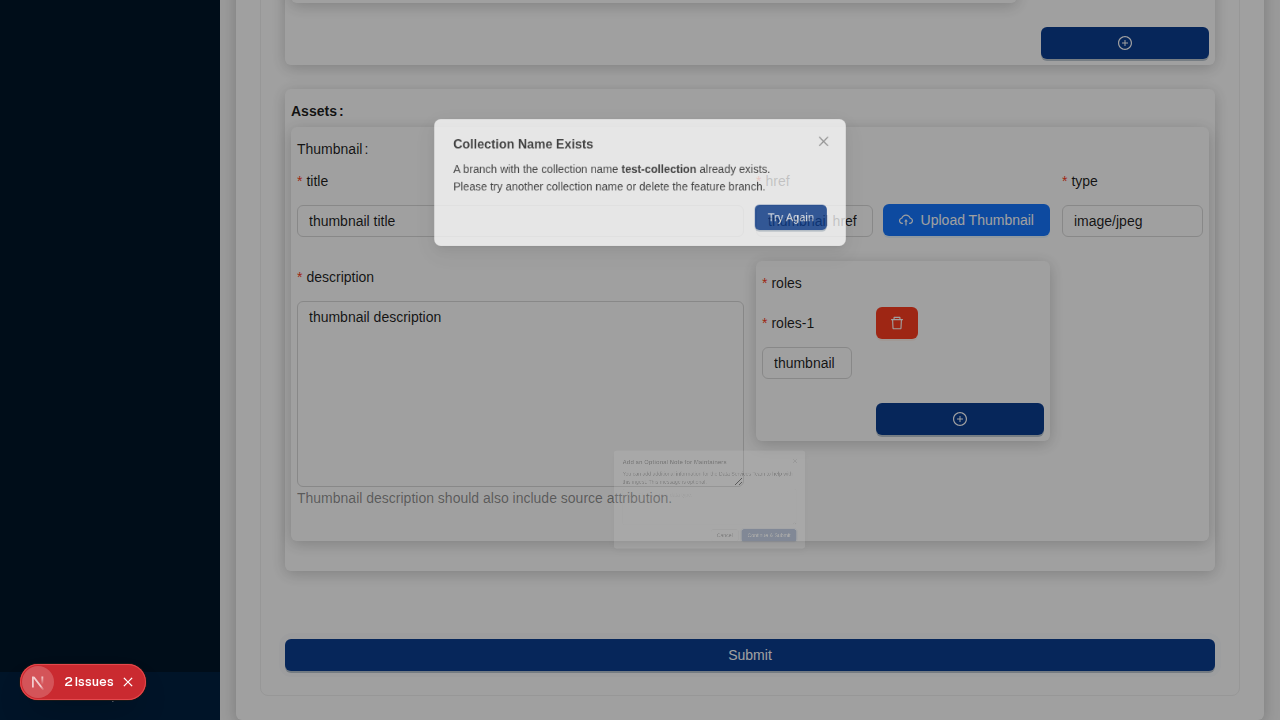 Assets :
Collection Name Exists
A branch with the collection name test-collection already exists.
Please try another collection name or delete the feature branch.
Try Again
Thumbnail :
* title
* href
* type
thumbnail title
thumbnail href
Upload Thumbnail
image/jpeg
* description
thumbnail description
* roles
* roles-1
thumbnail
Add an Optional Note for Maintainers
Thumbnail description should also include source attribution.
Cancel
Continue & Submit
Submit
2 Issues